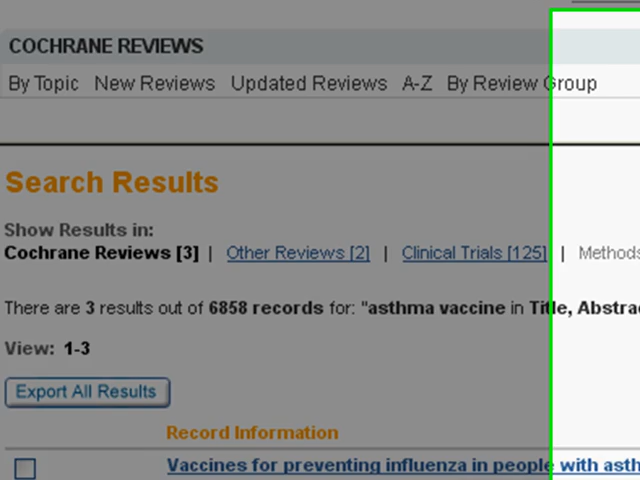 COCHRANE REVIEWS
By Topic New Reviews Updated Reviews A-Z By Review Group
Search Results
Show Results in:
Cochrane Reviews [3] | Other Reviews [2] | Clinical Trials [125] | Methods
There are 3 results out of 6858 records for: "asthma vaccine in Title, Abstra
View: 1-3
Export All Results
Record Information
Vaccines for preventing influenza in people with asth